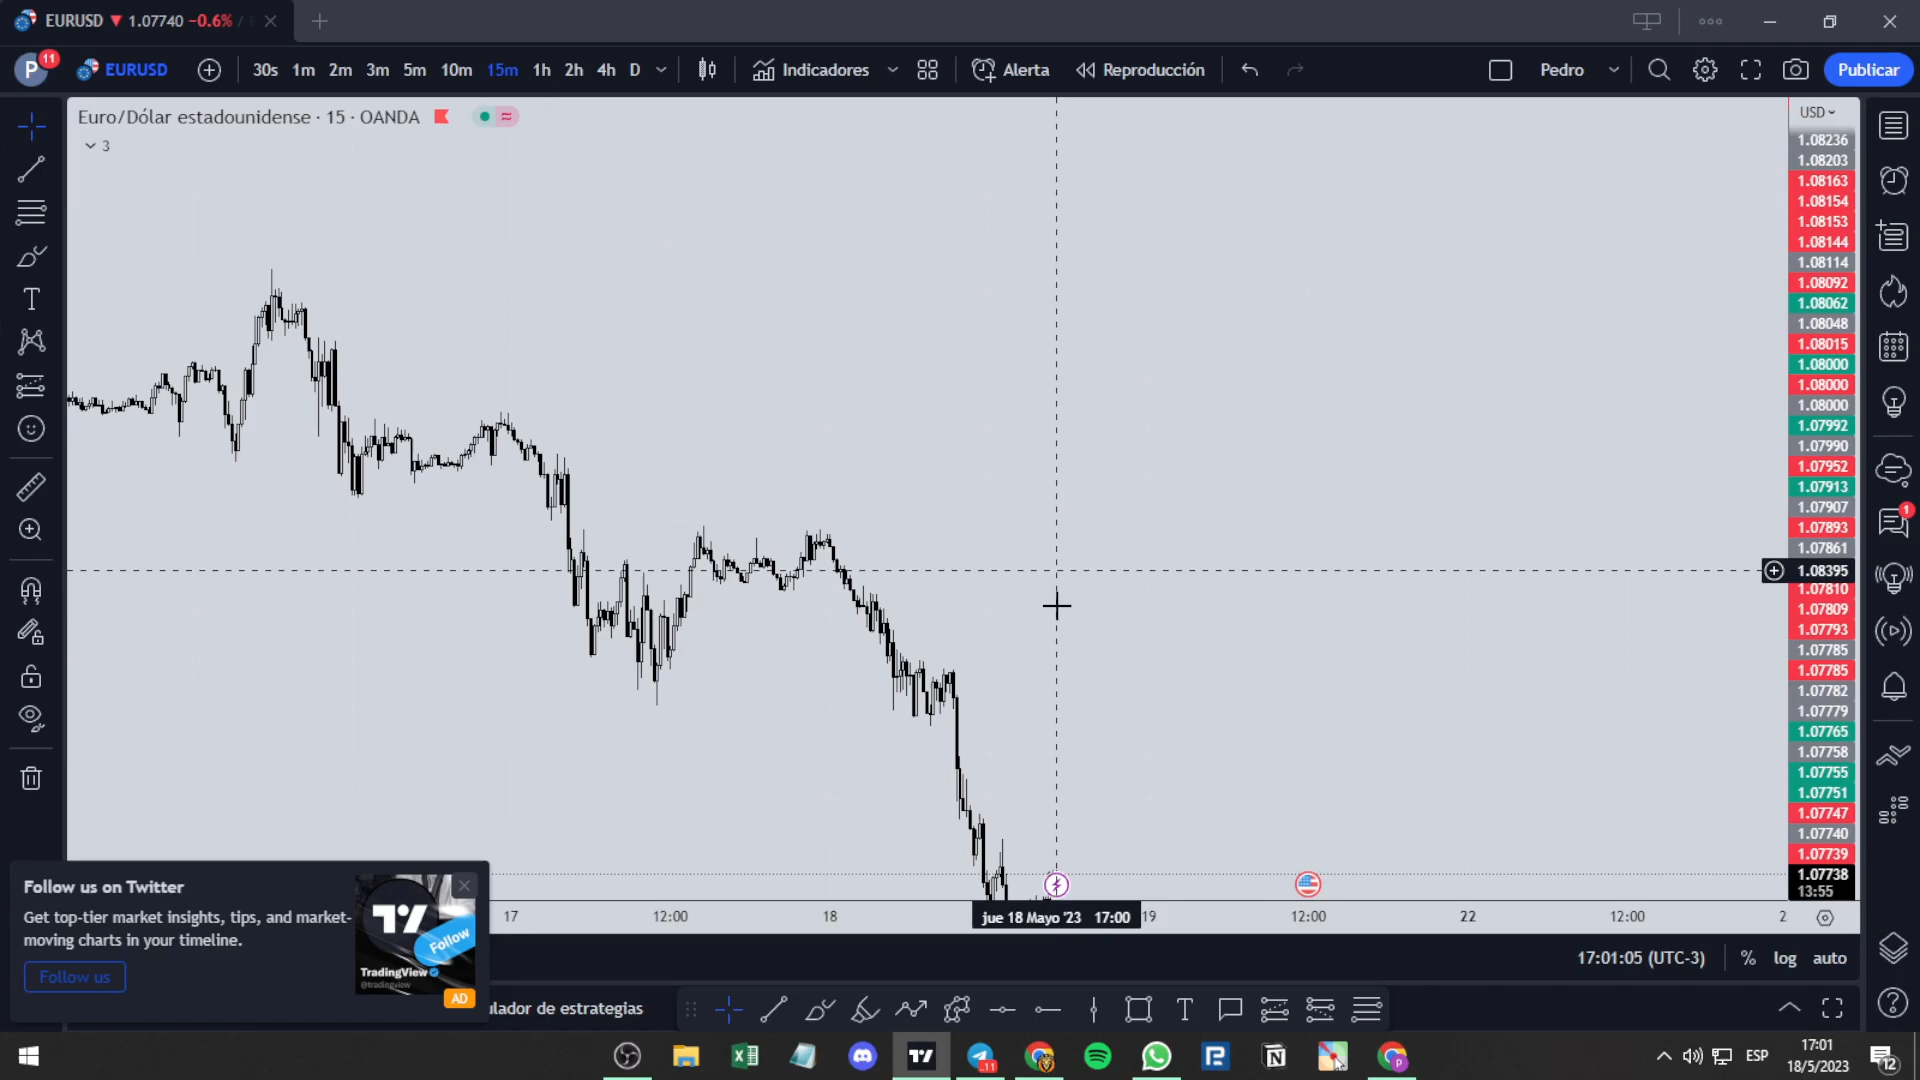 EURUSD ▼ 1.07740 −0.6% /
P 11 EURUSD 30s 1m 2m 3m 5m 10m 15m 1h 2h 4h D Indicadores Alerta Reproducción Pedro Publicar
Euro/Dólar estadounidense · 15 · OANDA
3
USD
1.08236
1.08203
1.08163
1.08154
1.08153
1.08144
1.08114
1.08092
1.08062
1.08048
1.08015
1.08000
1.08000
1.08000
1.07992
1.07990
1.07952
1.07913
1.07907
1.07893
1.07861
1.08395
1.07810
1.07809
1.07793
1.07785
1.07785
1.07782
1.07779
1.07765
1.07758
1.07755
1.07751
1.07747
1.07740
1.07739
1.07738
13:55
1
17 12:00 18 jue 18 Mayo '23 17:00 19 12:00 22 12:00 2
Follow us on Twitter
Get top-tier market insights, tips, and market-
moving charts in your timeline.
Follow us
Follow
TradingView
@tradingview
AD
17:01:05 (UTC-3) % log auto
ulador de estrategias
11
ESP
17:01
18/5/2023
12